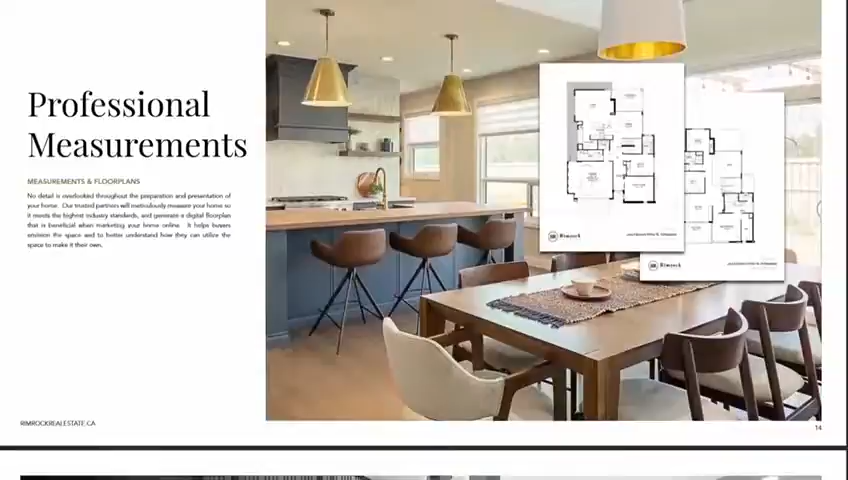 Professional
Measurements
MEASUREMENTS & FLOORPLANS
No detail is overlooked throughout the preparation and presentation of
your home. Our trusted partners will meticulously measure your home so
it meets the highest industry standards, and generate a digital floorplan
that is beneficial when marketing your home online. It helps buyers
envision the space and to better understand how they can utilize the
space to make it their own.
Rimrock
Rimrock
RIMROCKREALESTATE.CA
14